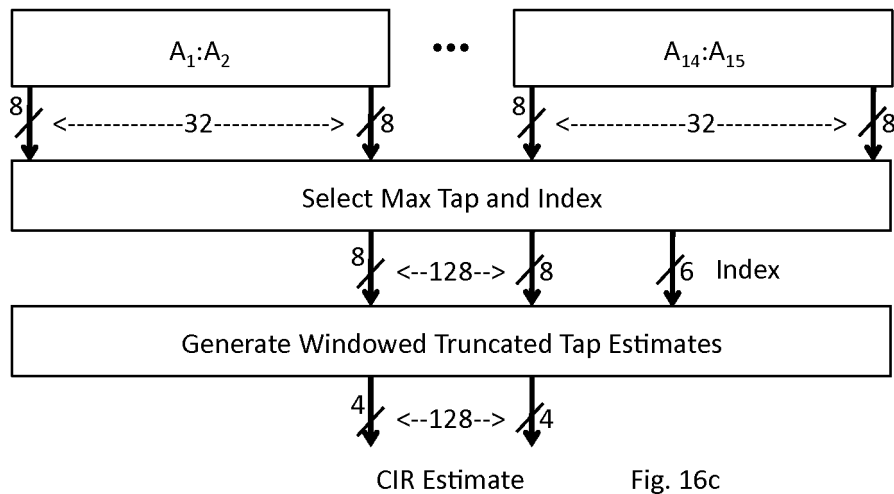 A₁:A₂ ••• A₁₄:A₁₅
8 <------------32-------------> 8 8 <------------32-------------> 8
Select Max Tap and Index
8 <--128--> 8 6 Index
Generate Windowed Truncated Tap Estimates
4 <--128--> 4
CIR Estimate Fig. 16c